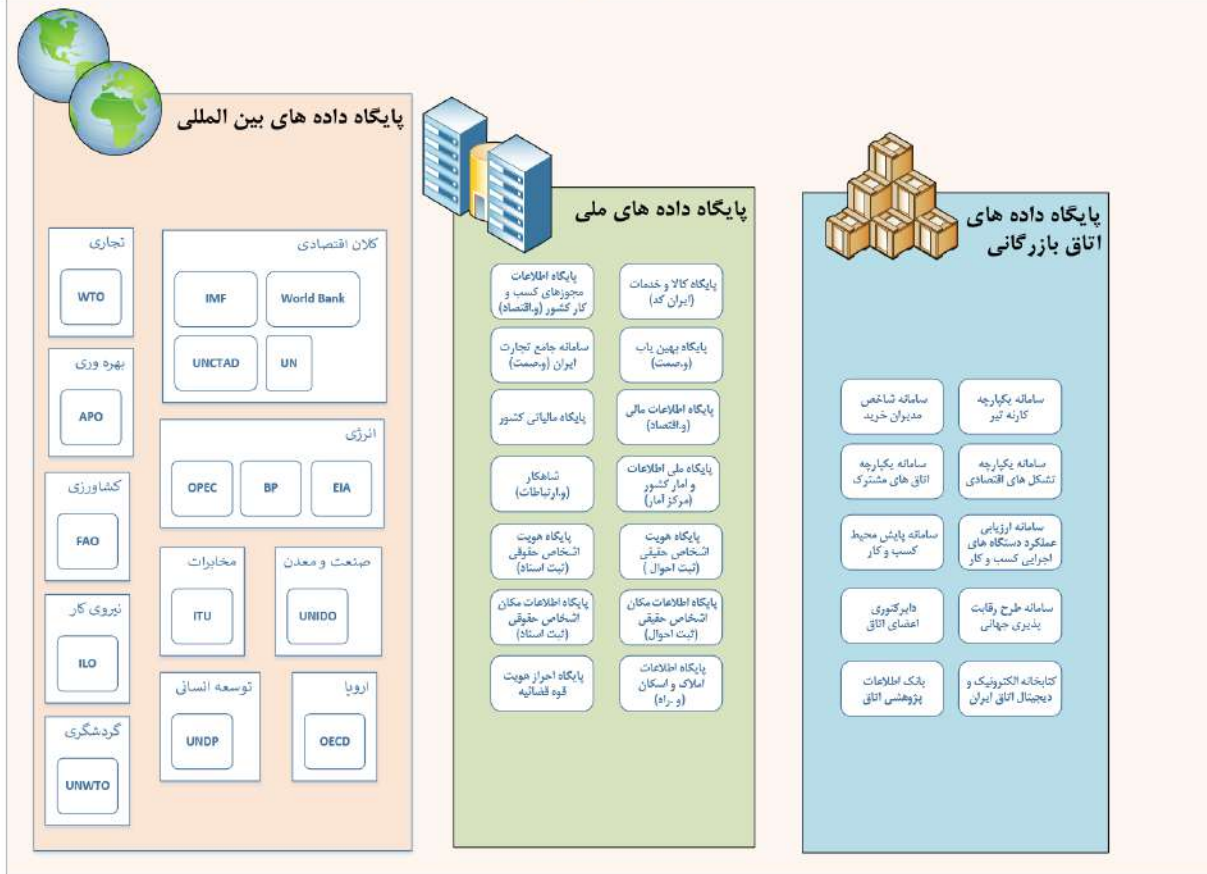 پایگاه داده های
اتاق بازرگانی
سامانه یکپارچه
کارنه تیر
سامانه شاخص
مدیران خرید
سامانه یکپارچه
تشکل های اقتصادی
سامانه یکپارچه
اتاق های مشترک
سامانه ارزیابی
عملکرد دستگاه های
اجرایی کسب و کار
سامانه پایش محیط
کسب و کار
سامانه طرح رقابت
پذیری جهانی
دایرکتوری
اعضای اتاق
کتابخانه الکترونیک و
دیجیتال اتاق ایران
بانک اطلاعات
پژوهشی اتاق
پایگاه داده های ملی
پایگاه کالا و خدمات
(ایران کد)
پایگاه اطلاعات
مجوزهای کسب و
کار کشور (و.اقتصاد)
پایگاه بهین یاب
(و.صمت)
سامانه جامع تجارت
ایران (و.صمت)
پایگاه اطلاعات مالی
(و.اقتصاد)
پایگاه مالیاتی کشور
پایگاه ملی اطلاعات
و آمار کشور
(مرکز آمار)
شاهکار
(و.ارتباطات)
پایگاه هویت
اشخاص حقیقی
(ثبت احوال )
پایگاه هویت
اشخاص حقوقی
(ثبت اسناد)
پایگاه اطلاعات مکان
اشخاص حقیقی
(ثبت احوال)
پایگاه اطلاعات مکان
اشخاص حقوقی
(ثبت اسناد)
پایگاه اطلاعات
املاک و اسکان
(و .راه)
پایگاه احراز هویت
قوه قضائیه
پایگاه داده های بین المللی
کلان اقتصادی
IMF
World Bank
UNCTAD
UN
انرژی
OPEC
BP
EIA
صنعت و معدن
UNIDO
مخابرات
ITU
اروپا
OECD
توسعه انسانی
UNDP
تجاری
WTO
بهره وری
APO
کشاورزی
FAO
نیروی کار
ILO
گردشگری
UNWTO